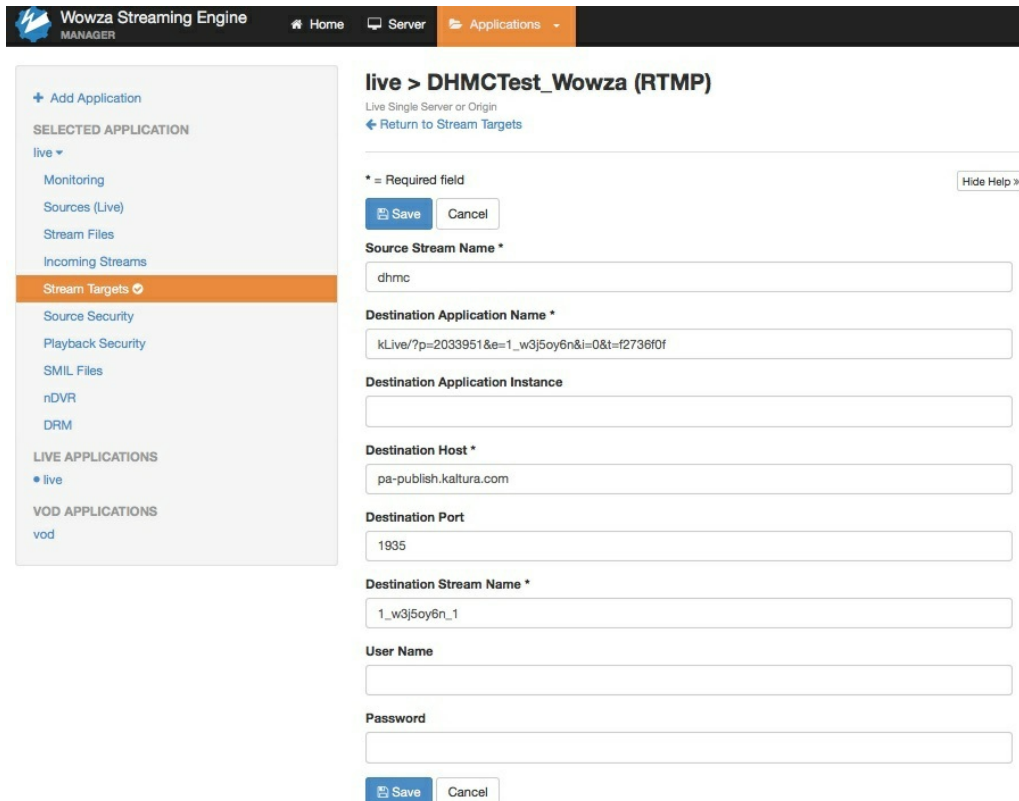 Wowza Streaming Engine
MANAGER
Home
Server
Applications
Add Application
SELECTED APPLICATION
live
Monitoring
Sources (Live)
Stream Files
Incoming Streams
Stream Targets
Source Security
Playback Security
SMIL Files
nDVR
DRM
LIVE APPLICATIONS
live
VOD APPLICATIONS
vod
live > DHMCTest_Wowza (RTMP)
Live Single Server or Origin
Return to Stream Targets
* = Required field
Hide Help »
Save
Cancel
Source Stream Name *
dhmc
Destination Application Name *
kLive/?p=2033951&e=1_w3j5oy6n&i=0&t=f2736f0f
Destination Application Instance
Destination Host *
pa-publish.kaltura.com
Destination Port
1935
Destination Stream Name *
1_w3j5oy6n_1
User Name
Password
Save
Cancel